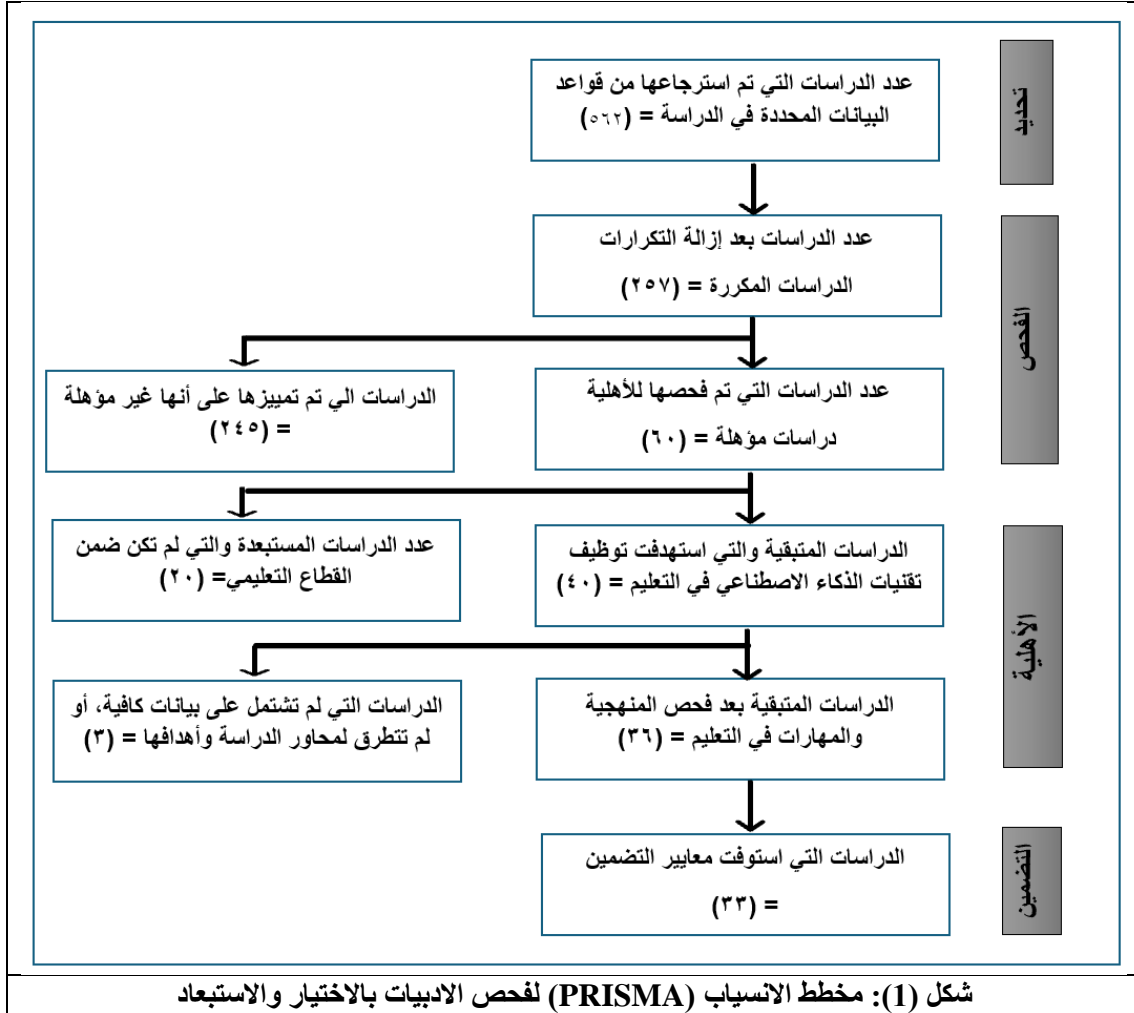 تحديد
عدد الدراسات التي تم استرجاعها من قواعد
البيانات المحددة في الدراسة = (٥٦٢)
الفحص
عدد الدراسات بعد إزالة التكرارات
الدراسات المكررة = (٢٥٧)
عدد الدراسات التي تم فحصها للأهلية
دراسات مؤهلة = (٦٠)
الدراسات الي تم تمييزها على أنها غير مؤهلة
= (٢٤٥)
الأهلية
الدراسات المتبقية والتي استهدفت توظيف
تقنيات الذكاء الاصطناعي في التعليم = (٤٠)
عدد الدراسات المستبعدة والتي لم تكن ضمن
القطاع التعليمي= (٢٠)
الدراسات المتبقية بعد فحص المنهجية
والمهارات في التعليم = (٣٦)
الدراسات التي لم تشتمل على بيانات كافية، أو
لم تتطرق لمحاور الدراسة وأهدافها = (٣)
التضمين
الدراسات التي استوفت معايير التضمين
= (٣٣)
شكل (1): مخطط الانسياب (PRISMA) لفحص الادبيات بالاختيار والاستبعاد